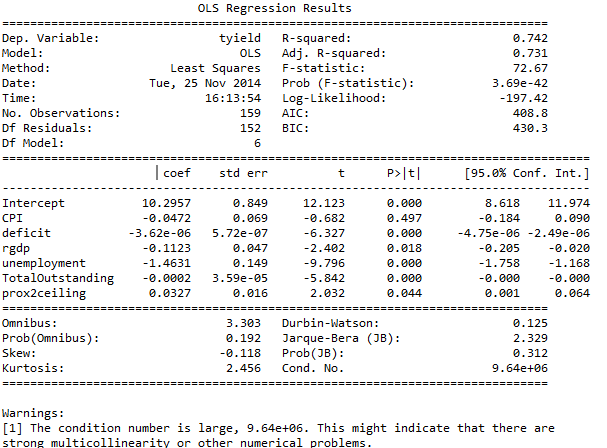 OLS Regression Results
==============================================================================
Dep. Variable: tyield R-squared: 0.742
Model: OLS Adj. R-squared: 0.731
Method: Least Squares F-statistic: 72.67
Date: Tue, 25 Nov 2014 Prob (F-statistic): 3.69e-42
Time: 16:13:54 Log-Likelihood: -197.42
No. Observations: 159 AIC: 408.8
Df Residuals: 152 BIC: 430.3
Df Model: 6
====================================================================================
coef std err t P>|t| [95.0% Conf. Int.]
------------------------------------------------------------------------------------
Intercept 10.2957 0.849 12.123 0.000 8.618 11.974
CPI -0.0472 0.069 -0.682 0.497 -0.184 0.090
deficit -3.62e-06 5.72e-07 -6.327 0.000 -4.75e-06 -2.49e-06
rgdp -0.1123 0.047 -2.402 0.018 -0.205 -0.020
unemployment -1.4631 0.149 -9.796 0.000 -1.758 -1.168
TotalOutstanding -0.0002 3.59e-05 -5.842 0.000 -0.000 -0.000
prox2ceiling 0.0327 0.016 2.032 0.044 0.001 0.064
==============================================================================
Omnibus: 3.303 Durbin-Watson: 0.125
Prob(Omnibus): 0.192 Jarque-Bera (JB): 2.329
Skew: -0.118 Prob(JB): 0.312
Kurtosis: 2.456 Cond. No. 9.64e+06
==============================================================================
Warnings:
[1] The condition number is large, 9.64e+06. This might indicate that there are
strong multicollinearity or other numerical problems.